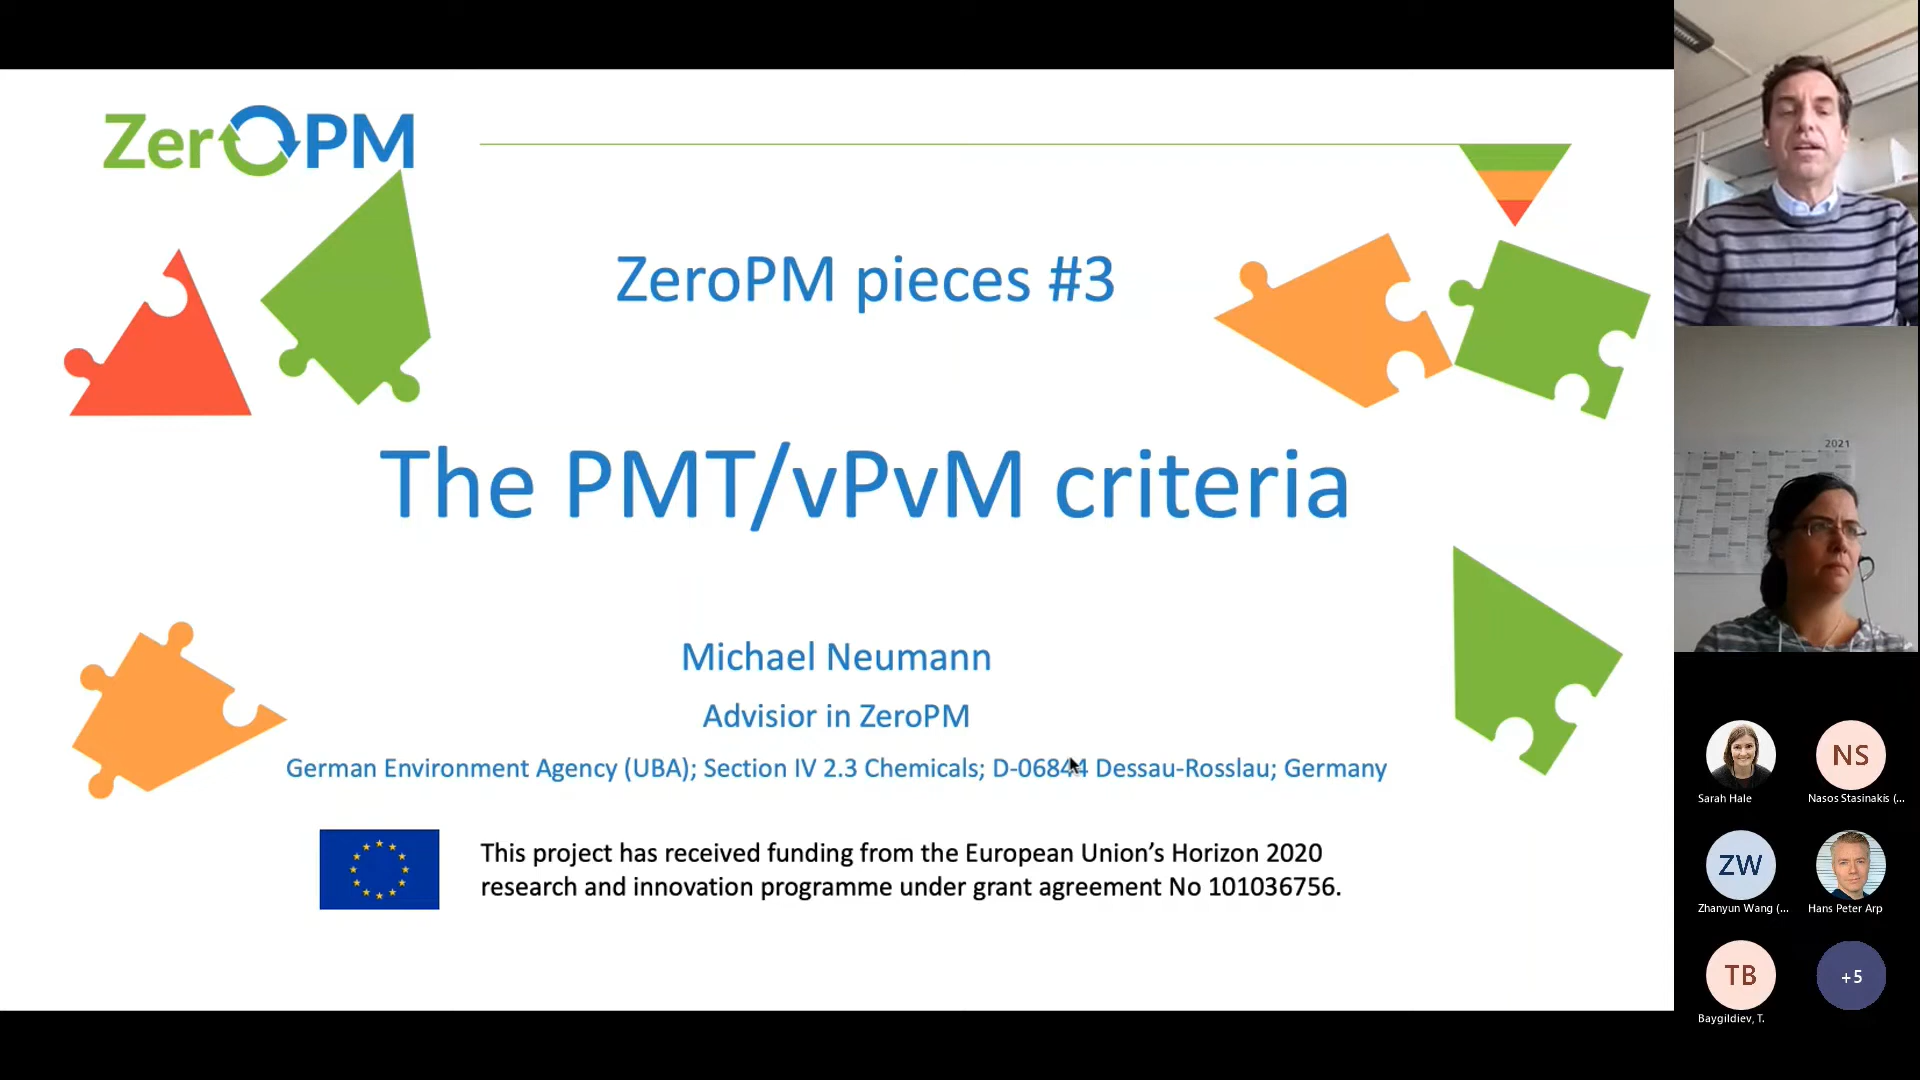 ZeroPM
ZeroPM pieces #3
The PMT/vPvM criteria
Michael Neumann
Advisior in ZeroPM
German Environment Agency (UBA); Section IV 2.3 Chemicals; D-06844 Dessau-Rosslau; Germany
This project has received funding from the European Union's Horizon 2020
research and innovation programme under grant agreement No 101036756.
2021
Sarah Hale
NS
Nasos Stasinakis (...
ZW
Zhanyun Wang (...
Hans Peter Arp
TB
Baygildiev, T.
+5